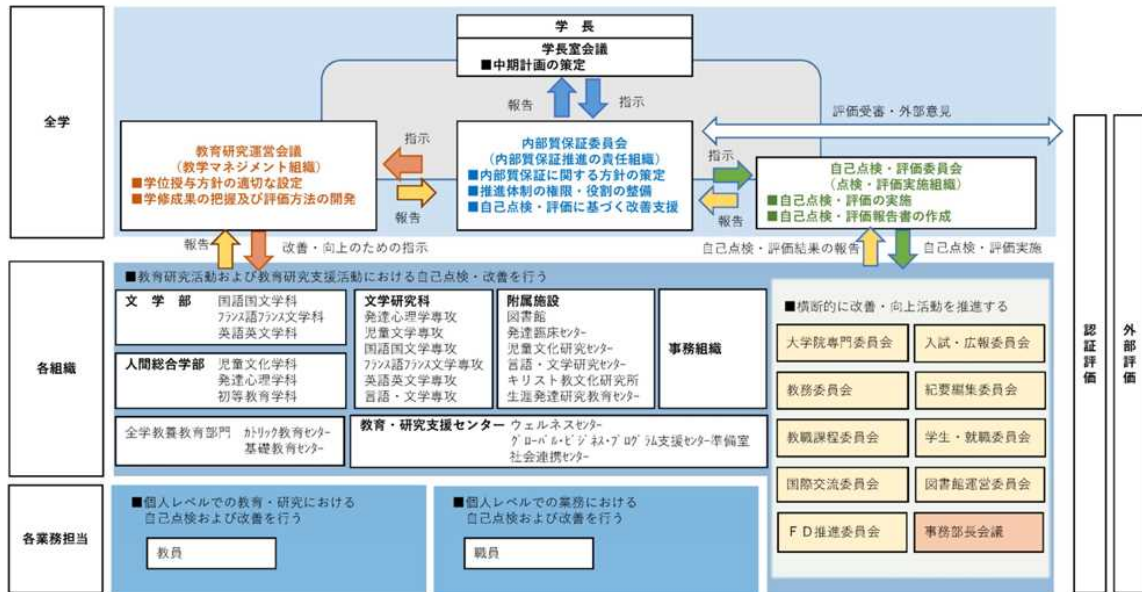 学 長
学長室会議
■中期計画の策定
報告
指示
評価受審・外部意見
全学
教育研究運営会議
（教学マネジメント組織）
■学位授与方針の適切な設定
■学修成果の把握及び評価方法の開発
指示
報告
内部質保証委員会
（内部質保証推進の責任組織）
■内部質保証に関する方針の策定
■推進体制の権限・役割の整備
■自己点検・評価に基づく改善支援
指示
報告
自己点検・評価委員会
（点検・評価実施組織）
■自己点検・評価の実施
■自己点検・評価報告書の作成
報告
改善・向上のための指示
自己点検・評価結果の報告
自己点検・評価実施
各組織
■教育研究活動および教育研究支援活動における自己点検・改善を行う
文 学 部 国語国文学科
フランス語フランス文学科
英語英文学科
人間総合学部 児童文化学科
発達心理学科
初等教育学科
文学研究科
発達心理学専攻
児童文学専攻
国語国文学専攻
フランス語フランス文学専攻
英語英文学専攻
言語・文学専攻
附属施設
図書館
発達臨床センター
児童文化研究センター
言語・文学研究センター
キリスト教文化研究所
生涯発達研究教育センター
事務組織
全学教養教育部門 カトリック教育センター
基礎教育センター
教育・研究支援センター ウェルネスセンター
グローバル・ビジネス・プログラム支援センター準備室
社会連携センター
■横断的に改善・向上活動を推進する
大学院専門委員会
入試・広報委員会
教務委員会
紀要編集委員会
教職課程委員会
学生・就職委員会
国際交流委員会
図書館運営委員会
ＦＤ推進委員会
事務部長会議
各業務担当
■個人レベルでの教育・研究における
自己点検および改善を行う
教員
■個人レベルでの業務における
自己点検および改善を行う
職員
認証評価
外部評価